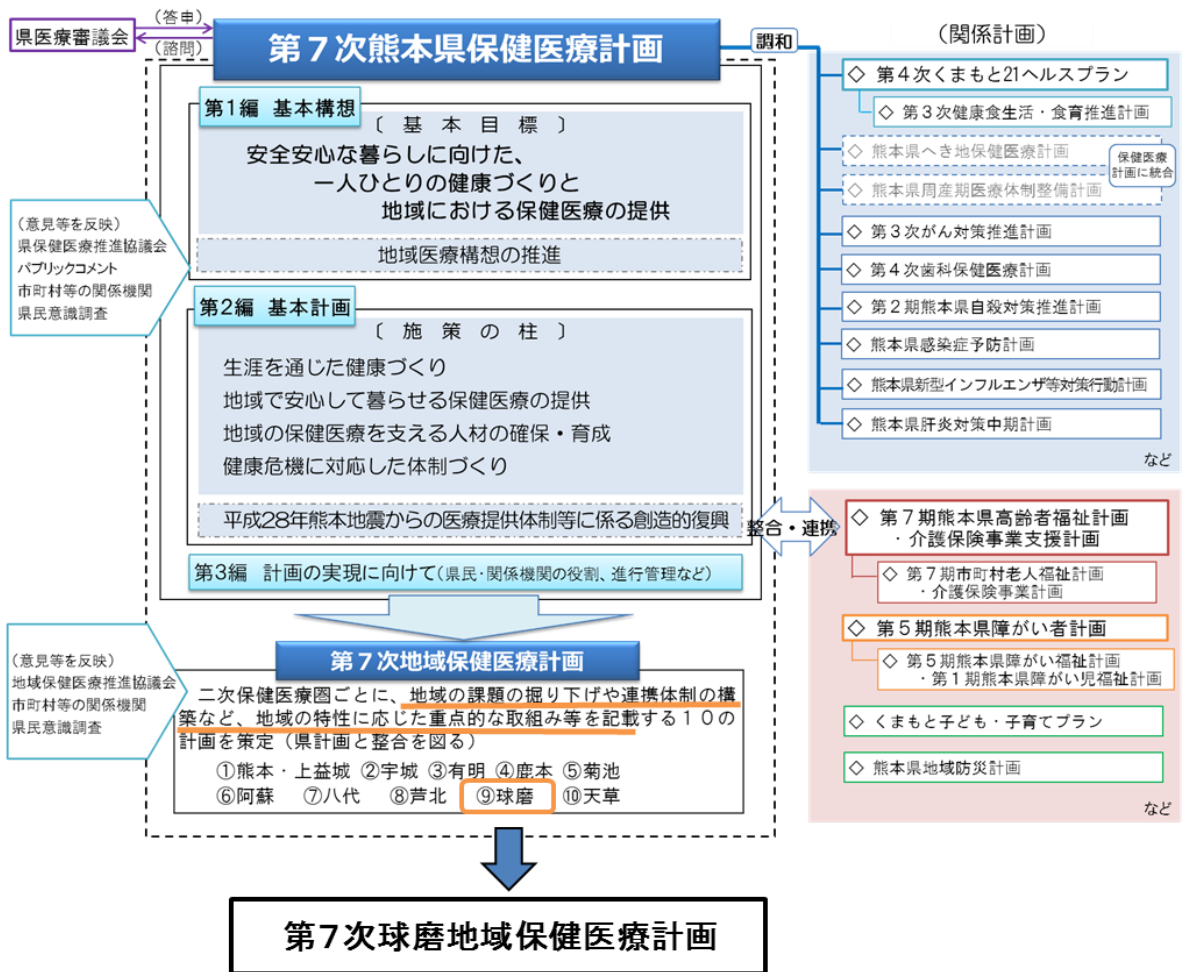 県医療審議会
(答申)
(諮問)
第7次熊本県保健医療計画
調和
第1編 基本構想
〔 基 本 目 標 〕
安全安心な暮らしに向けた、
一人ひとりの健康づくりと
地域における保健医療の提供
地域医療構想の推進
(意見等を反映)
県保健医療推進協議会
パブリックコメント
市町村等の関係機関
県民意識調査
第2編 基本計画
〔 施 策 の 柱 〕
生涯を通じた健康づくり
地域で安心して暮らせる保健医療の提供
地域の保健医療を支える人材の確保・育成
健康危機に対応した体制づくり
平成28年熊本地震からの医療提供体制等に係る創造的復興
第3編 計画の実現に向けて(県民・関係機関の役割、進行管理など)
(関係計画)
◇ 第4次くまもと21ヘルスプラン
◇ 第3次健康食生活・食育推進計画
◇ 熊本県へき地保健医療計画
◇ 熊本県周産期医療体制整備計画
保健医療
計画に統合
◇ 第3次がん対策推進計画
◇ 第4次歯科保健医療計画
◇ 第2期熊本県自殺対策推進計画
◇ 熊本県感染症予防計画
◇ 熊本県新型インフルエンザ等対策行動計画
◇ 熊本県肝炎対策中期計画
など
整合・連携
◇ 第7期熊本県高齢者福祉計画
・介護保険事業支援計画
◇ 第7期市町村老人福祉計画
・介護保険事業計画
◇ 第5期熊本県障がい者計画
◇ 第5期熊本県障がい福祉計画
・第1期熊本県障がい児福祉計画
◇ くまもと子ども・子育てプラン
◇ 熊本県地域防災計画
など
(意見等を反映)
地域保健医療推進協議会
市町村等の関係機関
県民意識調査
第7次地域保健医療計画
二次保健医療圏ごとに、地域の課題の掘り下げや連携体制の構
築など、地域の特性に応じた重点的な取組み等を記載する10の
計画を策定(県計画と整合を図る)
①熊本・上益城 ②宇城 ③有明 ④鹿本 ⑤菊池
⑥阿蘇 ⑦八代 ⑧芦北 ⑨球磨 ⑩天草
第7次球磨地域保健医療計画